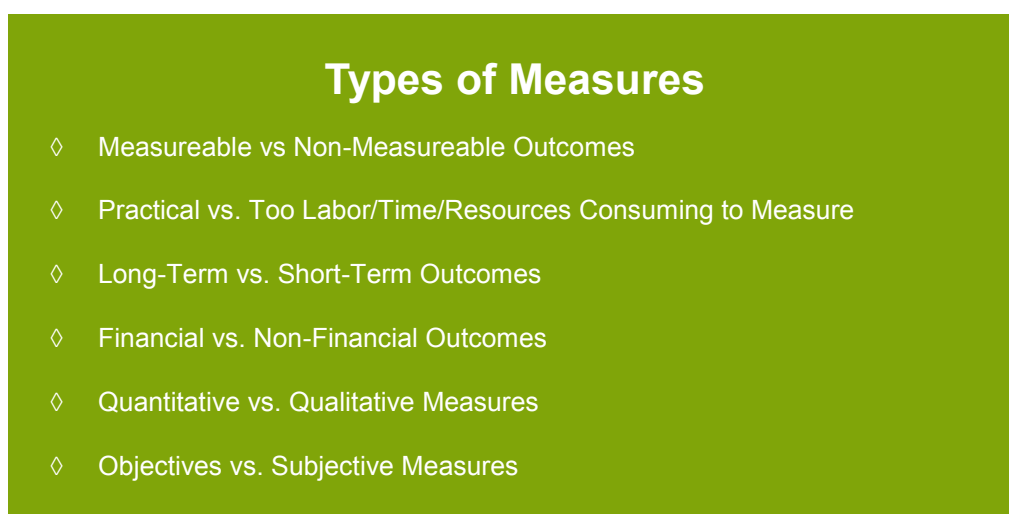 Types of Measures
◊ Measureable vs Non-Measureable Outcomes
◊ Practical vs. Too Labor/Time/Resources Consuming to Measure
◊ Long-Term vs. Short-Term Outcomes
◊ Financial vs. Non-Financial Outcomes
◊ Quantitative vs. Qualitative Measures
◊ Objectives vs. Subjective Measures